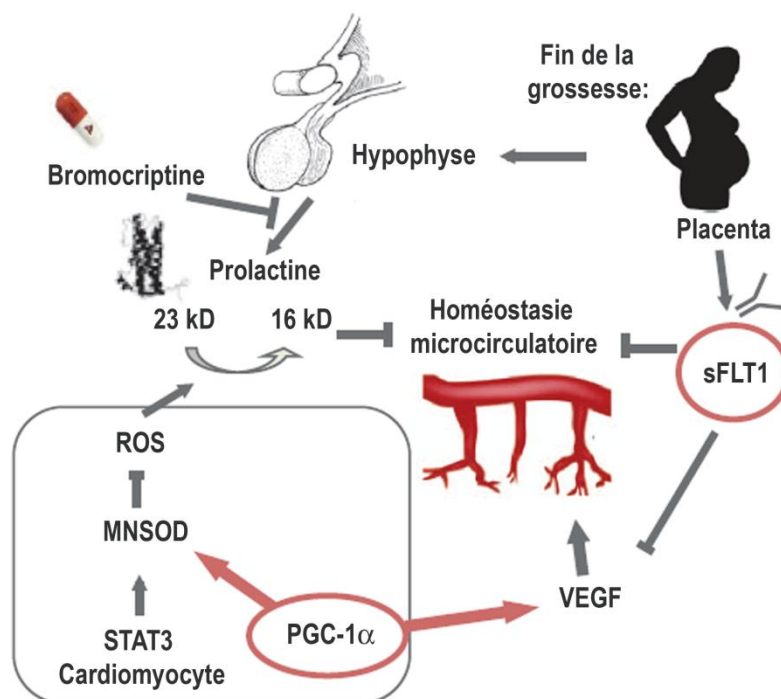 Fin de la
grossesse:
Hypophyse
Bromocriptine
Placenta
Prolactine
23 kD
16 kD
Homéostasie
microcirculatoire
sFLT1
ROS
MNSOD
VEGF
PGC-1α
STAT3
Cardiomyocyte